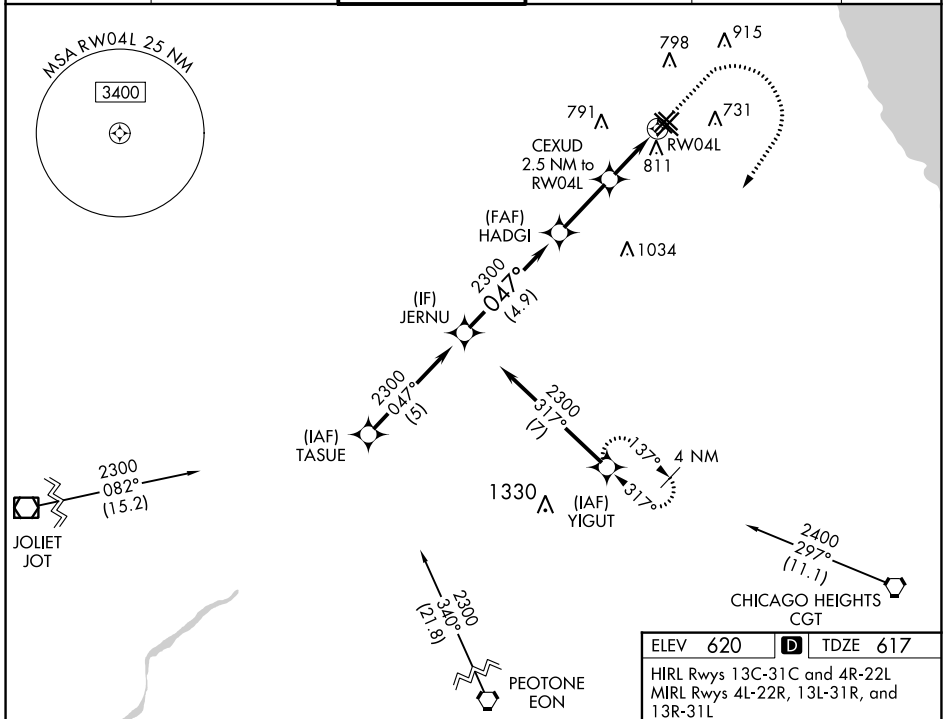 MSA RW04L 25 NM
3400
798
915
791
731
RW04L
811
CEXUD
2.5 NM to
RW04L
(FAF)
HADGI
1034
2300
047°
(4.9)
(IF)
JERNU
2300
047°
(5)
(IAF)
TASUE
2300
317°
(7)
137°
4 NM
317°
1330
(IAF)
YIGUT
2300
082°
(15.2)
JOLIET
JOT
2400
297°
(11.1)
CHICAGO HEIGHTS
CGT
2300
340°
(21.8)
PEOTONE
EON
ELEV 620 D TDZE 617
HIRL Rwys 13C-31C and 4R-22L
MIRL Rwys 4L-22R, 13L-31R, and
13R-31L